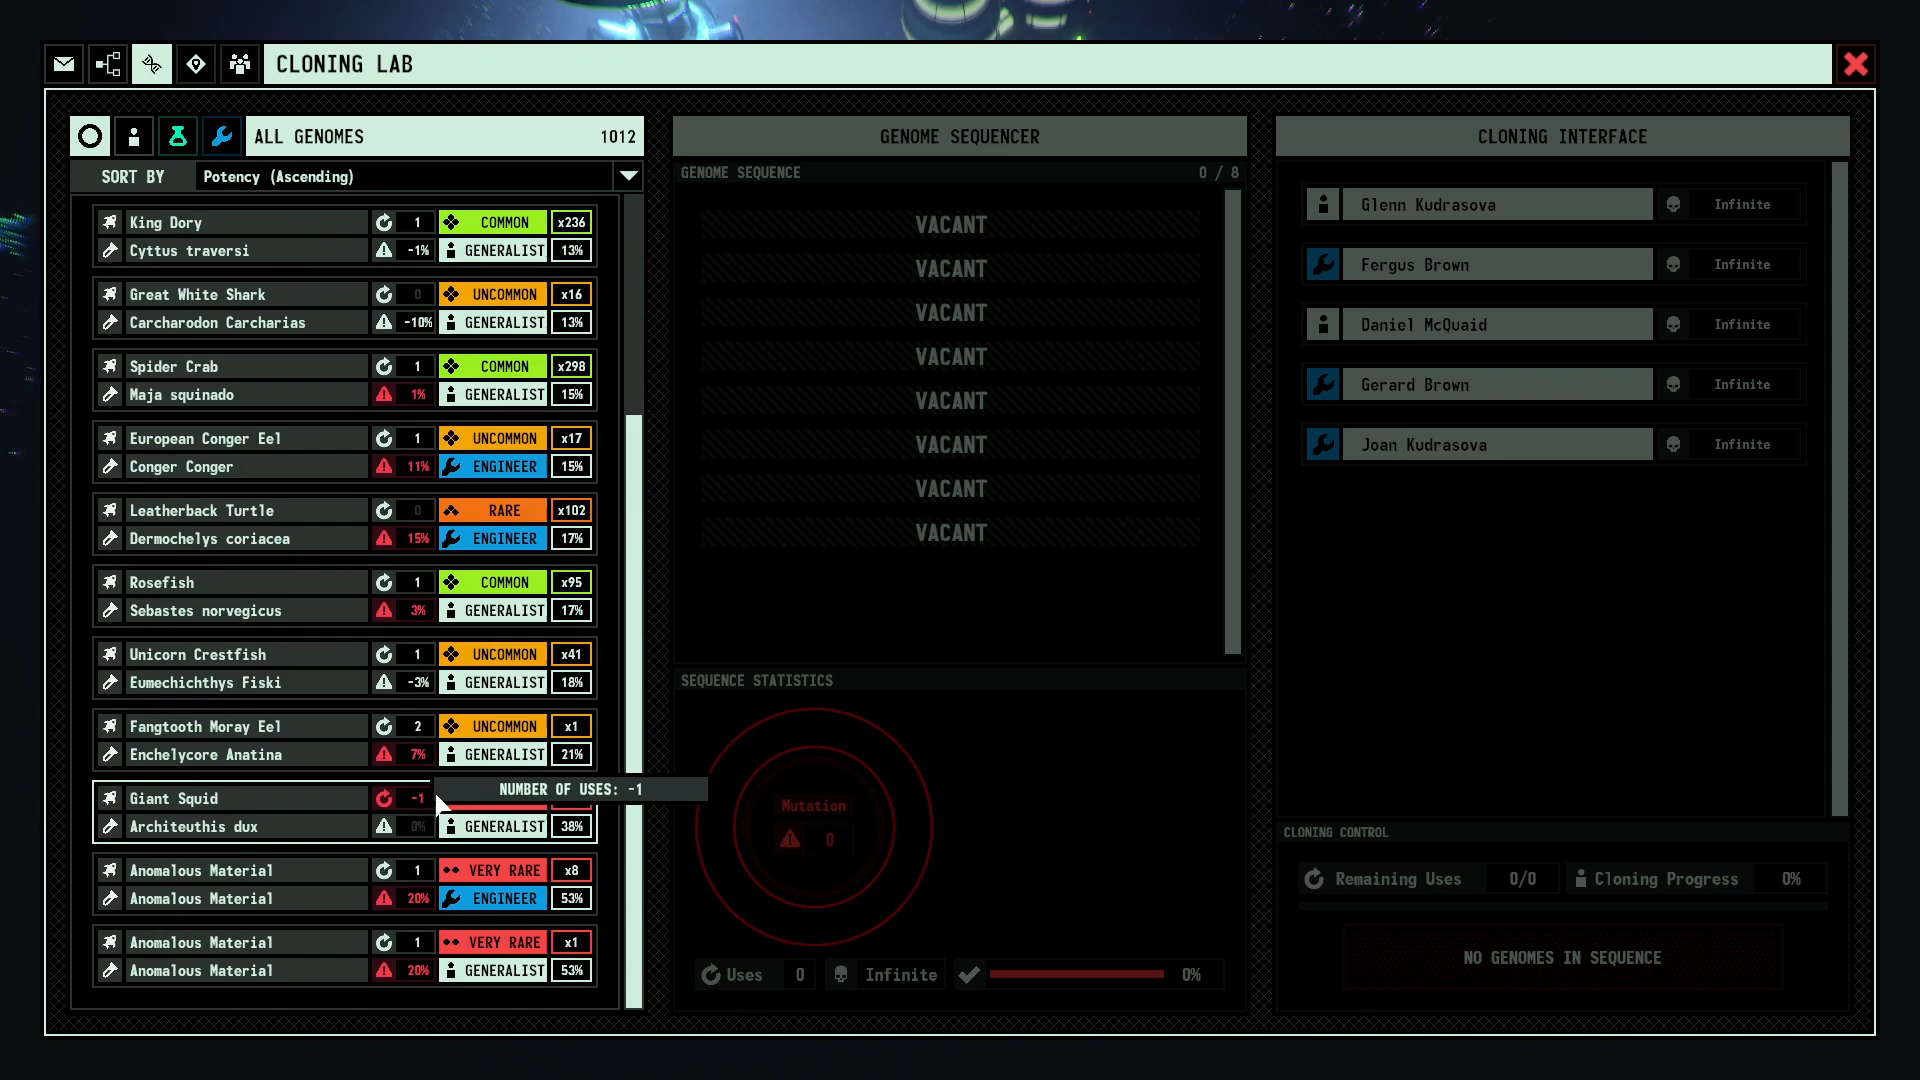 CLONING LAB
ALL GENOMES 1012
SORT BY Potency (Ascending)
King Dory 1 COMMON x236
Cyttus traversi -1% GENERALIST 13%
Great White Shark 0 UNCOMMON x16
Carcharodon Carcharias -10% GENERALIST 13%
Spider Crab 1 COMMON x298
Maja squinado 1% GENERALIST 15%
European Conger Eel 1 UNCOMMON x17
Conger Conger 11% ENGINEER 15%
Leatherback Turtle 0 RARE x102
Dermochelys coriacea 15% ENGINEER 17%
Rosefish 1 COMMON x95
Sebastes norvegicus 3% GENERALIST 17%
Unicorn Crestfish 1 UNCOMMON x41
Eumechichthys Fiski -3% GENERALIST 18%
Fangtooth Moray Eel 2 UNCOMMON x1
Enchelycore Anatina 7% GENERALIST 21%
Giant Squid -1
NUMBER OF USES: -1
Architeuthis dux 0% GENERALIST 38%
Anomalous Material 1 VERY RARE x8
Anomalous Material 20% ENGINEER 53%
Anomalous Material 1 VERY RARE x1
Anomalous Material 20% GENERALIST 53%
GENOME SEQUENCER
GENOME SEQUENCE 0 / 8
VACANT
VACANT
VACANT
VACANT
VACANT
VACANT
VACANT
VACANT
SEQUENCE STATISTICS
Mutation
0
Uses 0 Infinite 0%
CLONING INTERFACE
Glenn Kudrasova Infinite
Fergus Brown Infinite
Daniel McQuaid Infinite
Gerard Brown Infinite
Joan Kudrasova Infinite
CLONING CONTROL
Remaining Uses 0/0 Cloning Progress 0%
NO GENOMES IN SEQUENCE